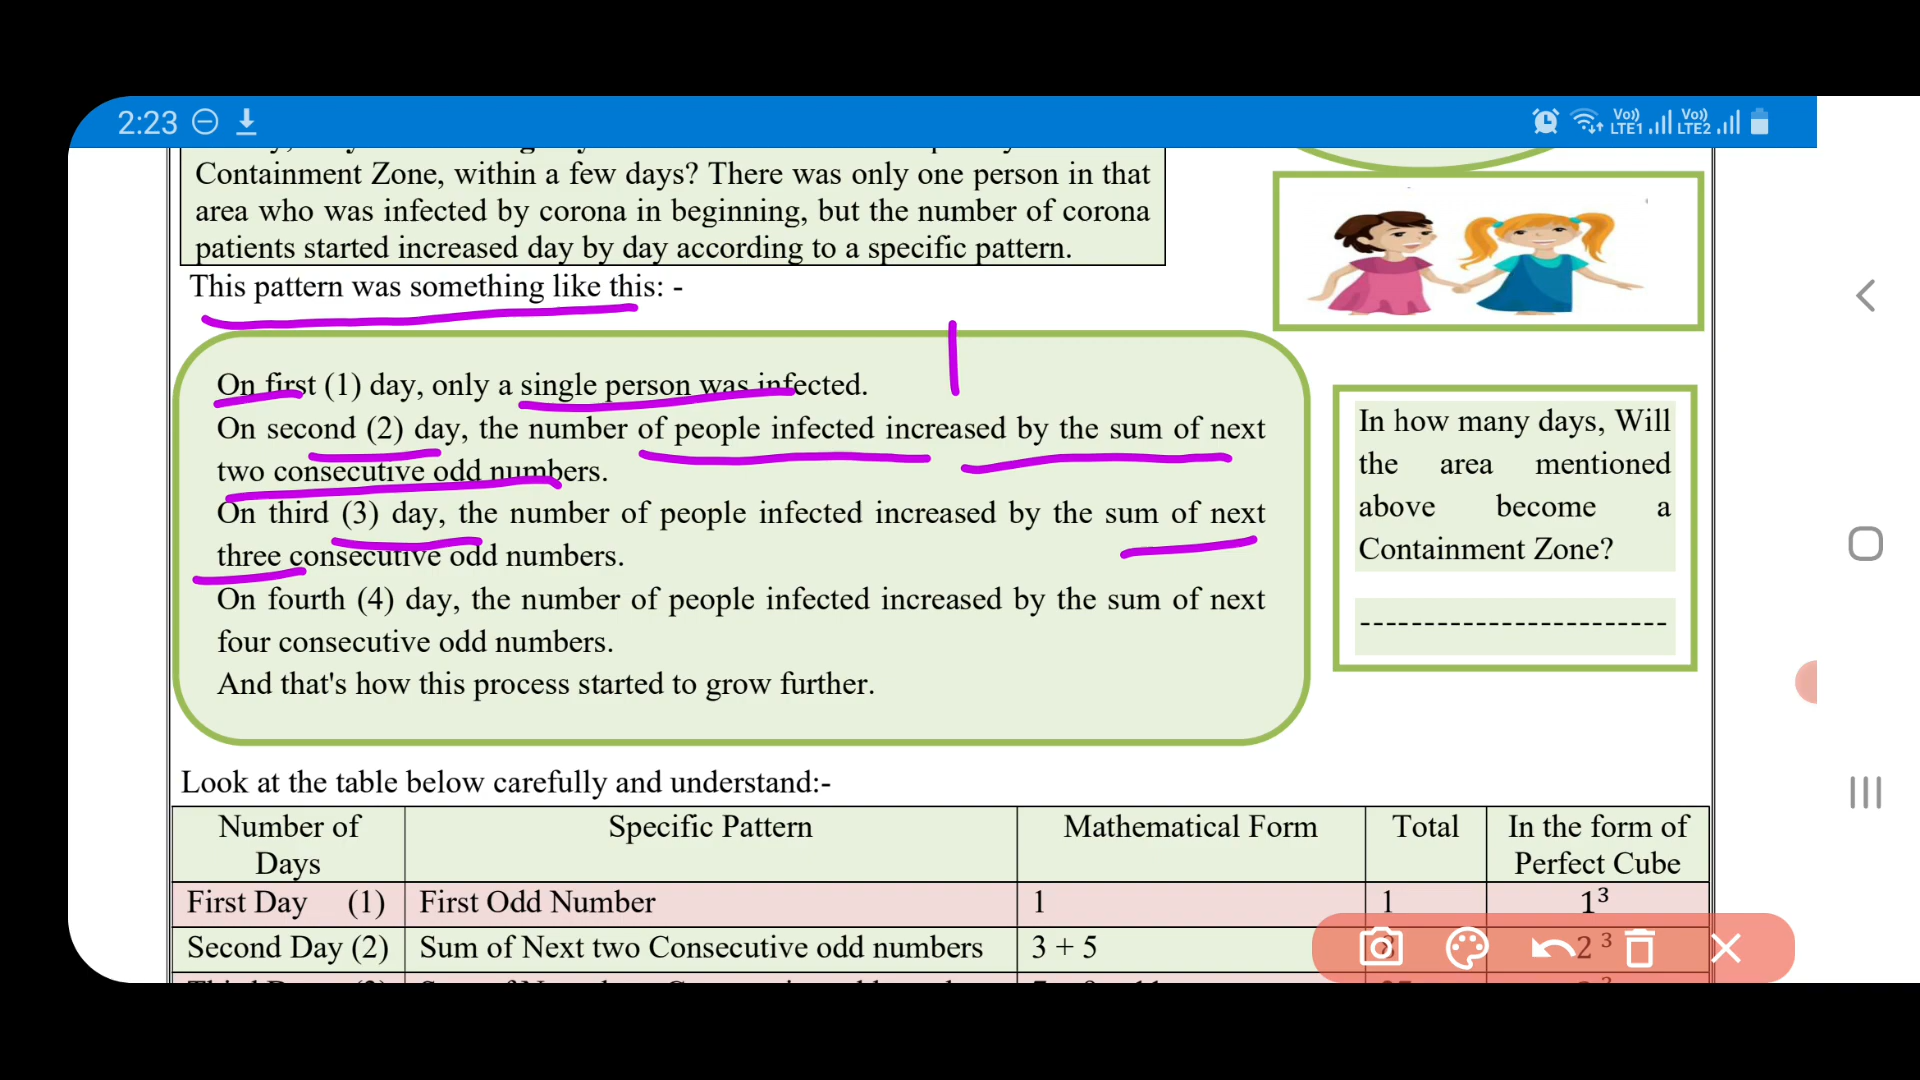 2:23
Vo)) LTE1 Vo)) LTE2
Containment Zone, within a few days? There was only one person in that
area who was infected by corona in beginning, but the number of corona
patients started increased day by day according to a specific pattern.
This pattern was something like this: -
On first (1) day, only a single person was infected.
On second (2) day, the number of people infected increased by the sum of next
two consecutive odd numbers.
On third (3) day, the number of people infected increased by the sum of next
three consecutive odd numbers.
On fourth (4) day, the number of people infected increased by the sum of next
four consecutive odd numbers.
And that's how this process started to grow further.
In how many days, Will
the area mentioned
above become a
Containment Zone?
------------------------
Look at the table below carefully and understand:-
Number of Days Specific Pattern Mathematical Form Total In the form of Perfect Cube
First Day (1) First Odd Number 1 1 1³
Second Day (2) Sum of Next two Consecutive odd numbers 3 + 5 8 2³